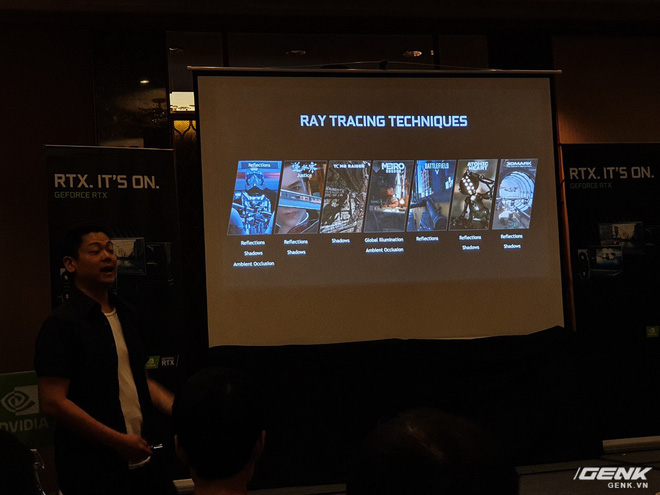 RAY TRACING TECHNIQUES
Reflections
Justice
TOMB RAIDER
METRO
EXODUS
BATTLEFIELD
V
ATOMIC
HEART
3DMARK
Reflections
Shadows
Ambient Occlusion
Reflections
Shadows
Shadows
Global Illumination
Ambient Occlusion
Reflections
Reflections
Shadows
Reflections
Shadows
RTX. IT'S ON.
GEFORCE RTX
RTX. IT'S ON.
GEFORCE RTX
NVIDIA
RTX
GENK
GENK.VN